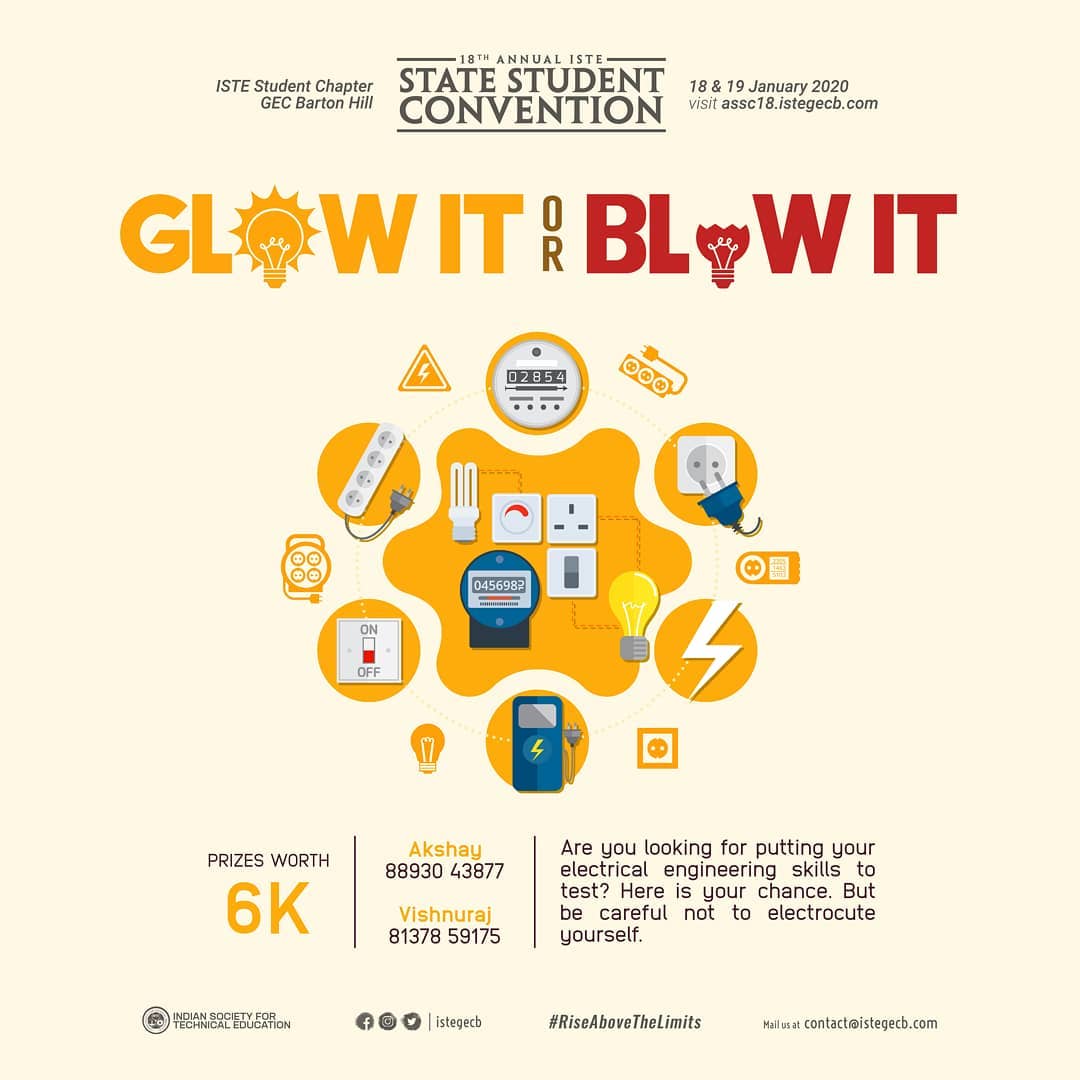 18TH ANNUAL ISTE
STATE STUDENT
CONVENTION
ISTE Student Chapter
GEC Barton Hill
18 & 19 January 2020
visit assc18.istegecb.com
GLOW IT OR BLOW IT
02854
ON
OFF
PRIZES WORTH
6K
Akshay
88930 43877
Vishnuraj
81378 59175
Are you looking for putting your
electrical engineering skills to
test? Here is your chance. But
be careful not to electrocute
yourself.
INDIAN SOCIETY FOR
TECHNICAL EDUCATION
istegecb
#RiseAboveTheLimits
Mail us at contact@istegecb.com